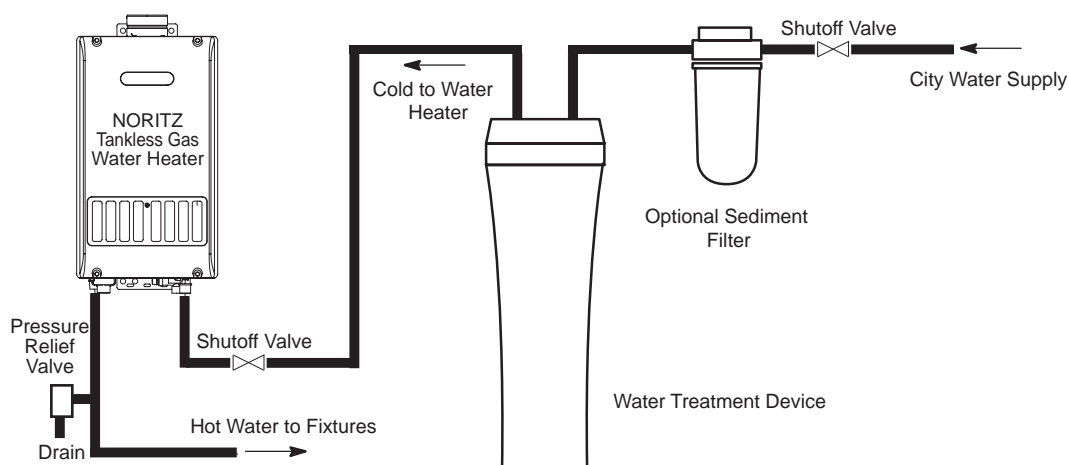 Shutoff Valve
City Water Supply
Cold to Water
Heater
NORITZ
Tankless Gas
Water Heater
Optional Sediment
Filter
Pressure
Relief
Valve
Shutoff Valve
Water Treatment Device
Hot Water to Fixtures
Drain